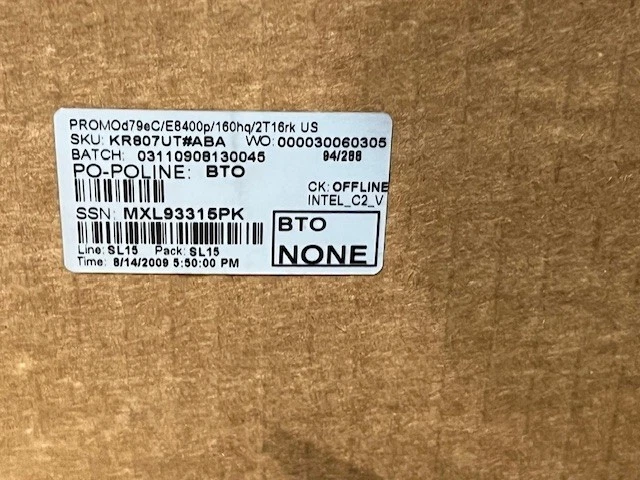 PROMOd79eC/E8400p/160hq/2T16rk US
SKU: KR807UT#ABA WO:000030060305
BATCH: 03110908130045 94/288
PO-POLINE: BTO
CK: OFFLINE
INTEL_C2_V
SSN: MXL93315PK
BTO
NONE
Line: SL15 Pack: SL15
Time: 8/14/2009 5:50:00 PM